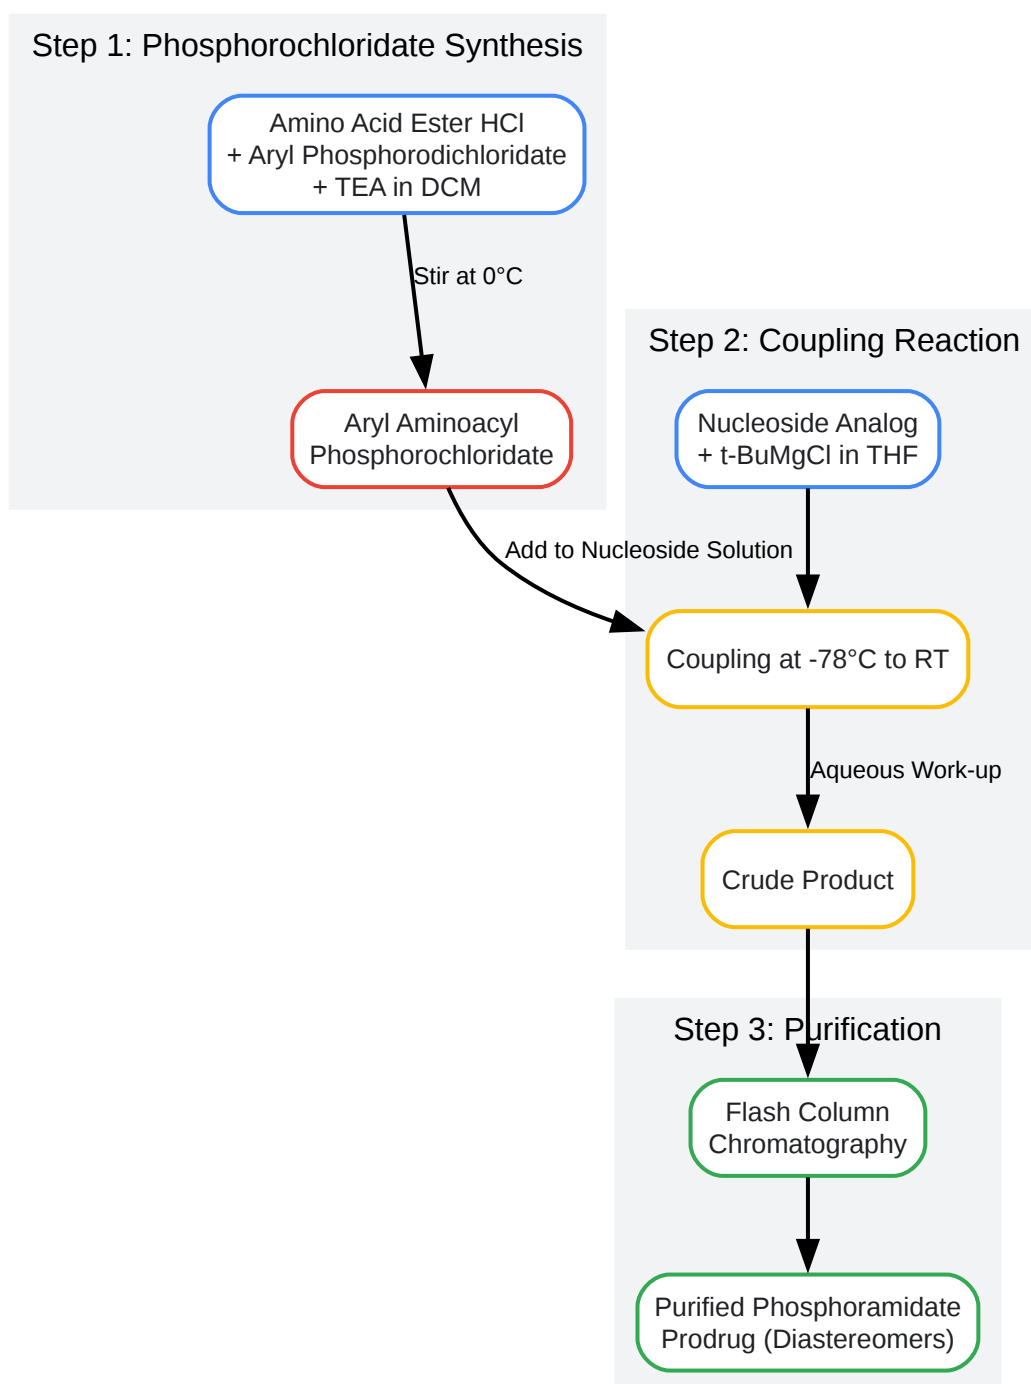 Step 1: Phosphorochloridate Synthesis
Amino Acid Ester HCl
+ Aryl Phosphorodichloridate
+ TEA in DCM
Stir at 0°C
Aryl Aminoacyl
Phosphorochloridate
Step 2: Coupling Reaction
Nucleoside Analog
+ t-BuMgCl in THF
Add to Nucleoside Solution
Coupling at -78°C to RT
Aqueous Work-up
Crude Product
Step 3: Purification
Flash Column
Chromatography
Purified Phosphoramidate
Prodrug (Diastereomers)